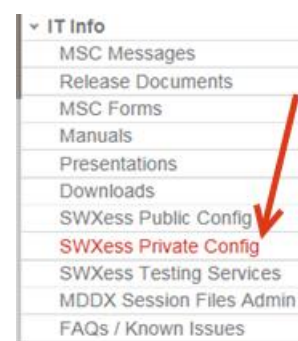 IT Info
MSC Messages
Release Documents
MSC Forms
Manuals
Presentations
Downloads
SWXess Public Config
SWXess Private Config
SWXess Testing Services
MDDX Session Files Admin
FAQs / Known Issues